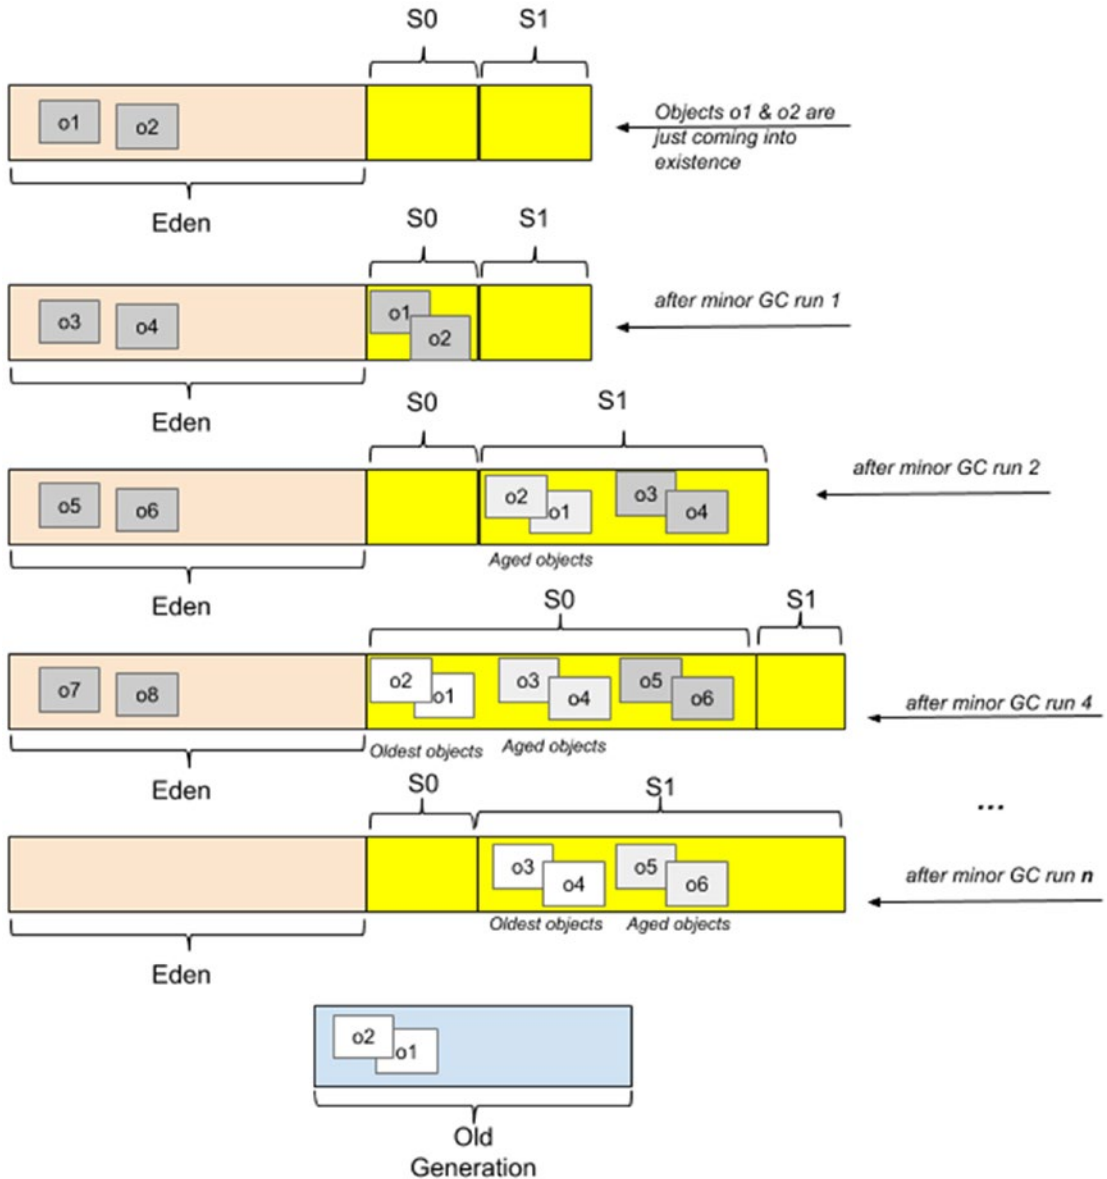 S0 S1
o1 o2
Objects o1 & o2 are
just coming into
existence
Eden
S0 S1
o3 o4 o1 o2
after minor GC run 1
Eden
S0 S1
o5 o6 o2 o1 o3 o4
after minor GC run 2
Aged objects
Eden
S0 S1
o7 o8 o2 o1 o3 o4 o5 o6
after minor GC run 4
Oldest objects Aged objects
Eden
S0 S1
...
o3 o4 o5 o6
after minor GC run n
Oldest objects Aged objects
Eden
o2 o1
Old
Generation